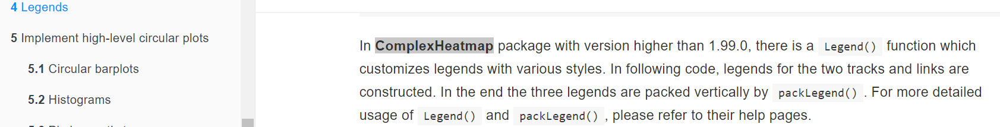 4 Legends
5 Implement high-level circular plots
5.1 Circular barplots
5.2 Histograms
In ComplexHeatmap package with version higher than 1.99.0, there is a Legend() function which
customizes legends with various styles. In following code, legends for the two tracks and links are
constructed. In the end the three legends are packed vertically by packLegend() . For more detailed
usage of Legend() and packLegend() , please refer to their help pages.